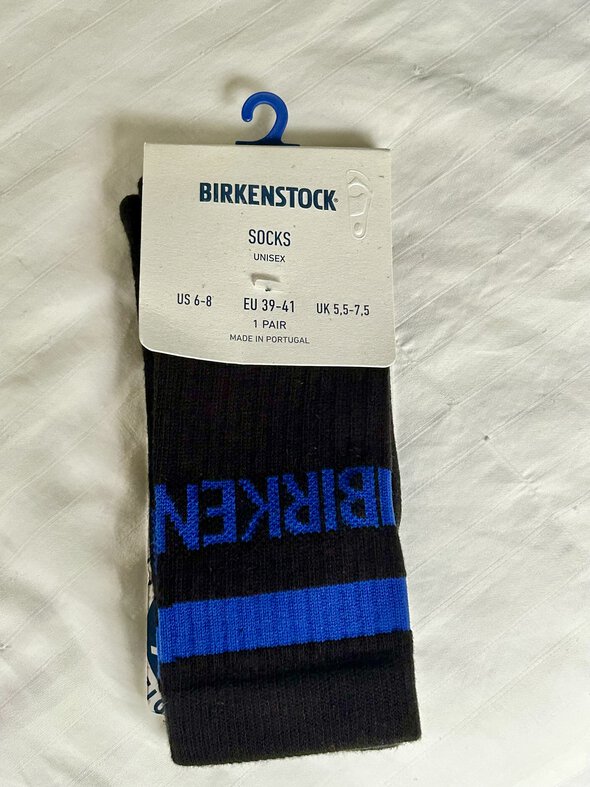 BIRKENSTOCK®
SOCKS
UNISEX
US 6-8 EU 39-41 UK 5,5-7,5
1 PAIR
MADE IN PORTUGAL
BIRKEN